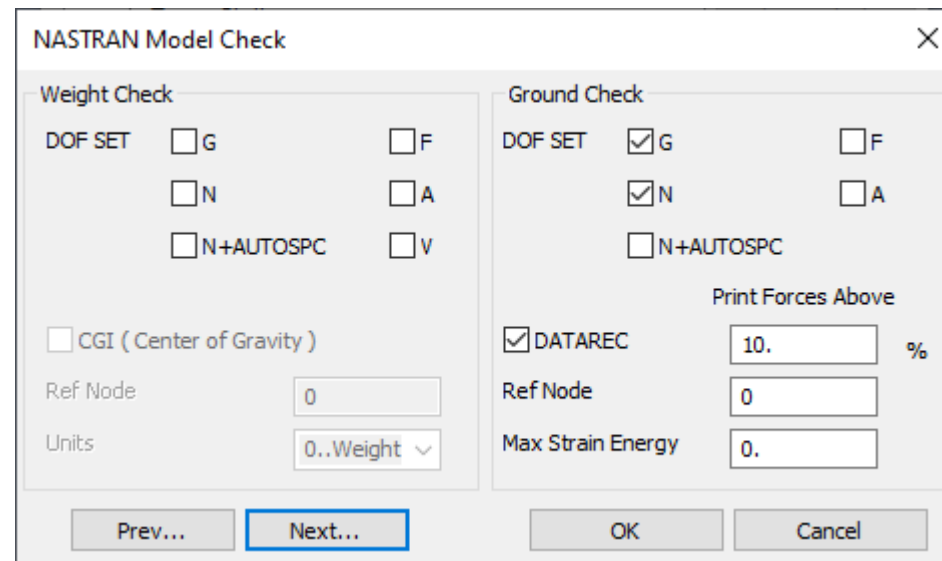 NASTRAN Model Check
Weight Check
DOF SET G F
N A
N+AUTOSPC V
CGI ( Center of Gravity )
Ref Node 0
Units 0..Weight
Ground Check
DOF SET G F
N A
N+AUTOSPC
Print Forces Above
DATAREC 10. %
Ref Node 0
Max Strain Energy 0.
Prev... Next... OK Cancel